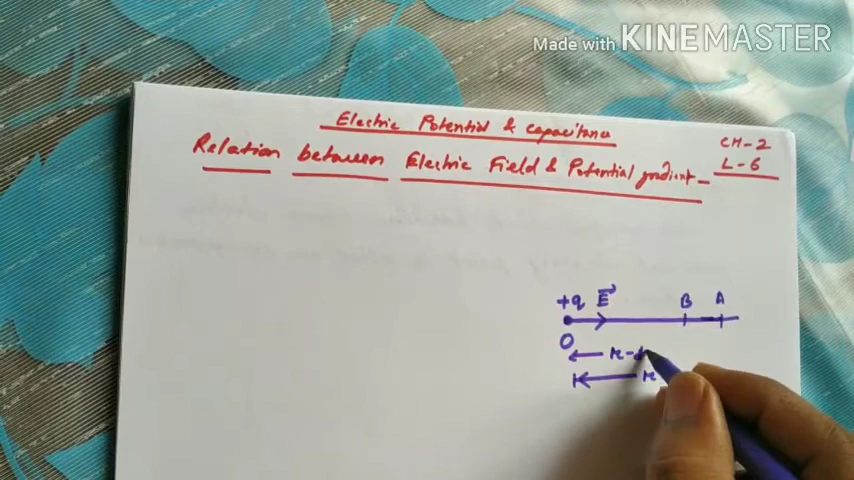 Made with KINEMASTER
Electric Potential & Capacitance
CH-2
Relation between Electric Field & Potential gradient-
L-6
+q E B A
O
r-d
r